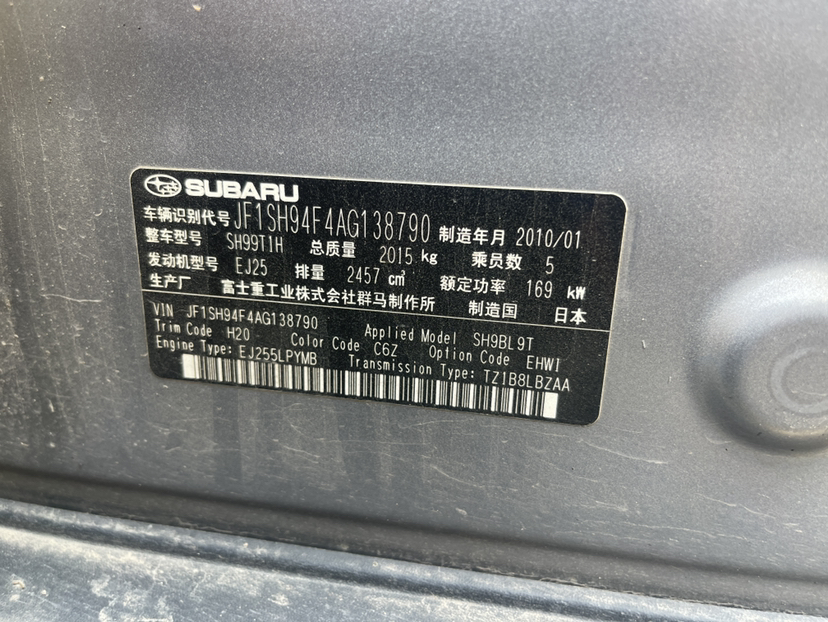 SUBARU
车辆识别代号 JF1SH94F4AG138790 制造年月 2010/01
整车型号 SH99T1H 总质量 2015 kg 乘员数 5
发动机型号 EJ25 排量 2457 cm³ 额定功率 169 kW
生产厂 富士重工业株式会社群马制作所 制造国 日本
VIN JF1SH94F4AG138790 Applied Model SH9BL9T
Trim Code H20 Color Code C6Z Option Code EHWI
Engine Type: EJ255LPYMB Transmission Type: TZ1B8LBZAA